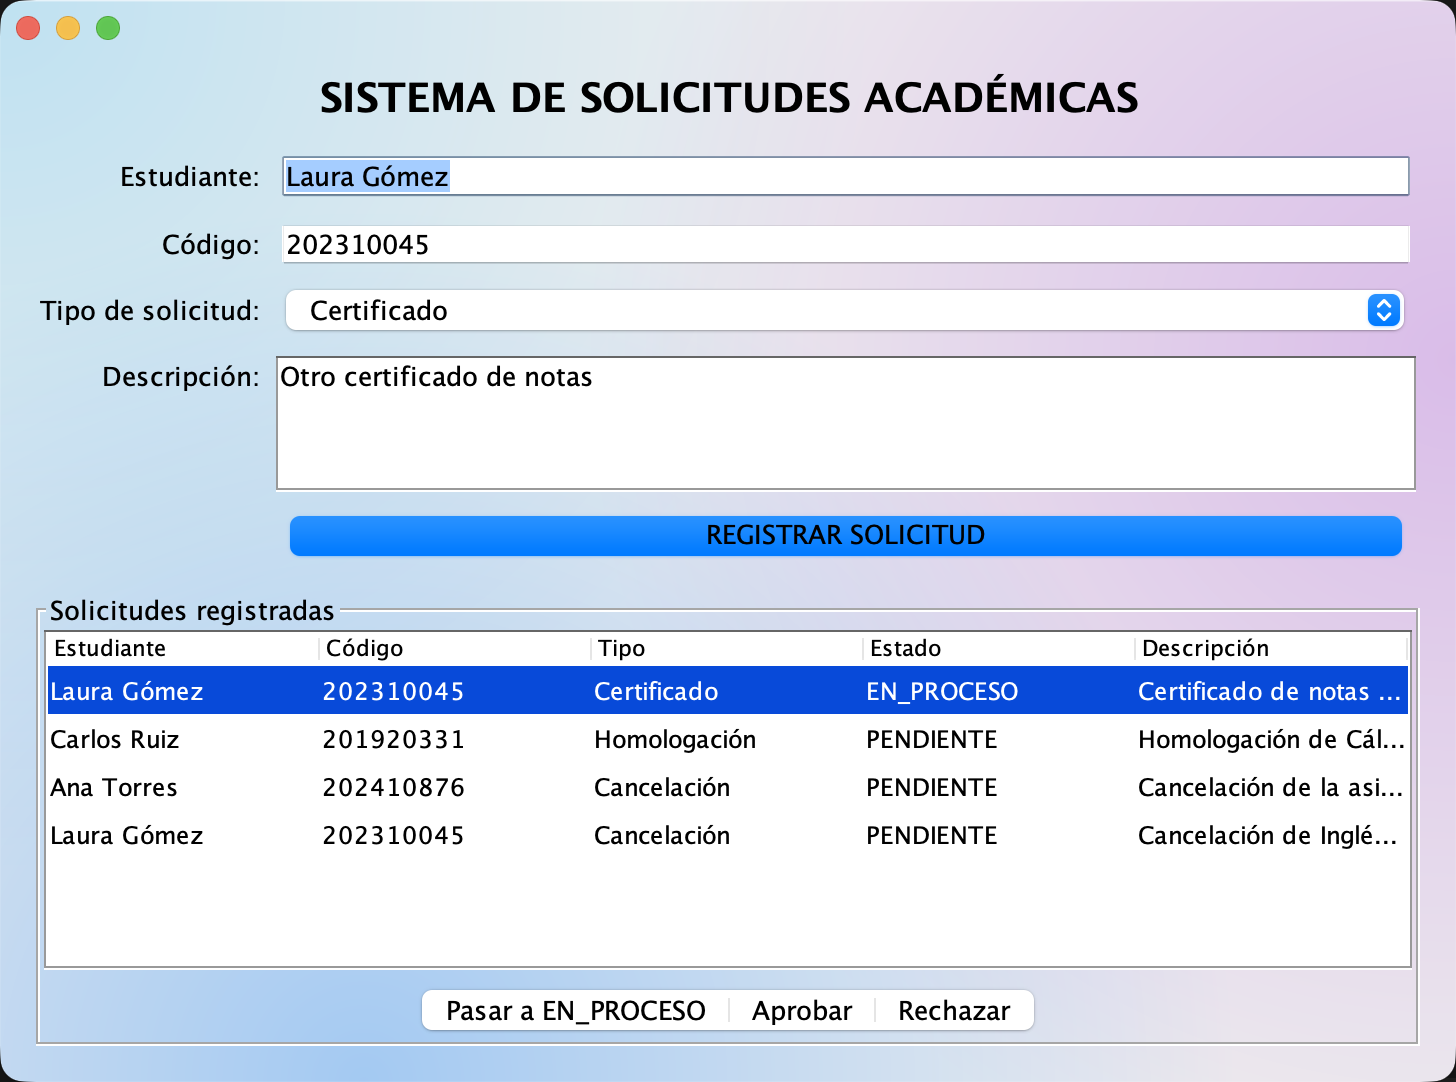 SISTEMA DE SOLICITUDES ACADÉMICAS
Estudiante: Laura Gómez
Código: 202310045
Tipo de solicitud: Certificado
Descripción: Otro certificado de notas
REGISTRAR SOLICITUD
Solicitudes registradas
Estudiante Código Tipo Estado Descripción
Laura Gómez 202310045 Certificado EN_PROCESO Certificado de notas ...
Carlos Ruiz 201920331 Homologación PENDIENTE Homologación de Cál...
Ana Torres 202410876 Cancelación PENDIENTE Cancelación de la asi...
Laura Gómez 202310045 Cancelación PENDIENTE Cancelación de Inglé...
Pasar a EN_PROCESO Aprobar Rechazar